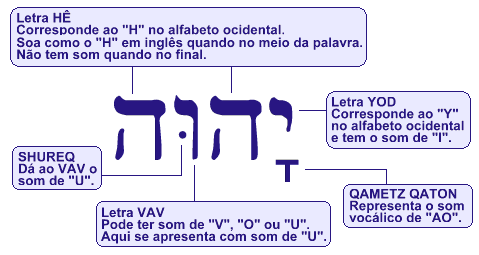 Letra HÊ
Corresponde ao "H" no alfabeto ocidental.
Soa como o "H" em inglês quando no meio da palavra.
Não tem som quando no final.
יָהוּה
Letra YOD
Corresponde ao "Y"
no alfabeto ocidental
e tem o som de "I".
SHUREQ
Dá ao VAV o
som de "U".
QAMETZ QATON
Representa o som
vocálico de "AO".
Letra VAV
Pode ter som de "V", "O" ou "U".
Aqui se apresenta com som de "U".